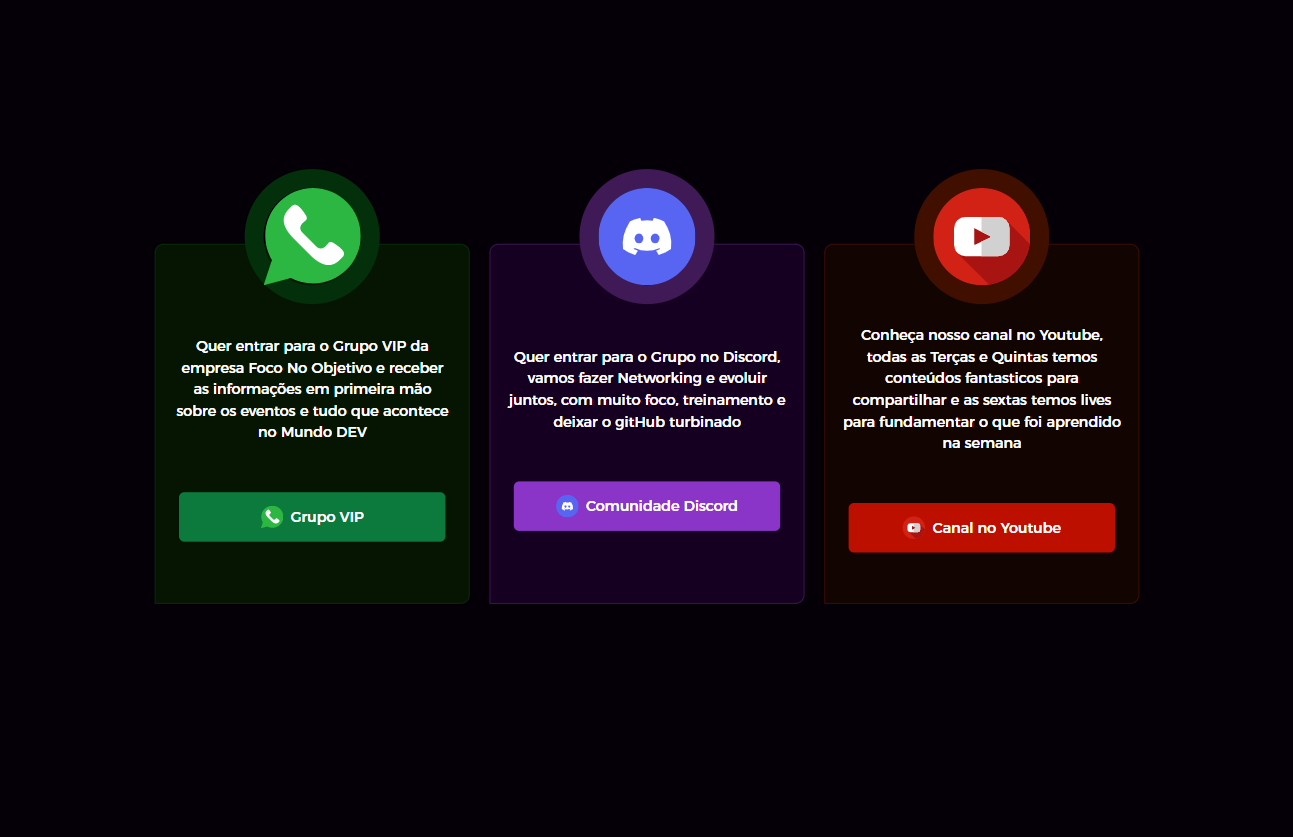 Quer entrar para o Grupo VIP da
empresa Foco No Objetivo e receber
as informações em primeira mão
sobre os eventos e tudo que acontece
no Mundo DEV
Grupo VIP
Quer entrar para o Grupo no Discord,
vamos fazer Networking e evoluir
juntos, com muito foco, treinamento e
deixar o gitHub turbinado
Comunidade Discord
Conheça nosso canal no Youtube,
todas as Terças e Quintas temos
conteúdos fantasticos para
compartilhar e as sextas temos lives
para fundamentar o que foi aprendido
na semana
Canal no Youtube